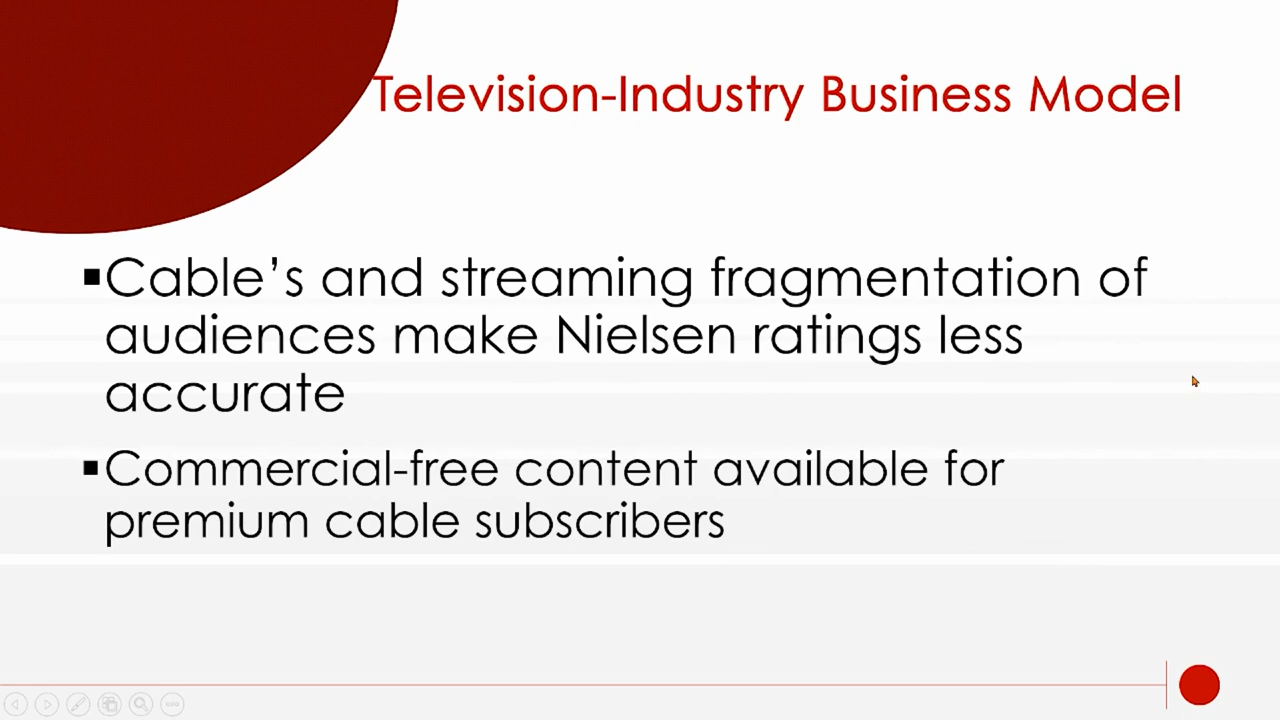 Television-Industry Business Model
▪Cable’s and streaming fragmentation of
audiences make Nielsen ratings less
accurate
▪Commercial-free content available for
premium cable subscribers